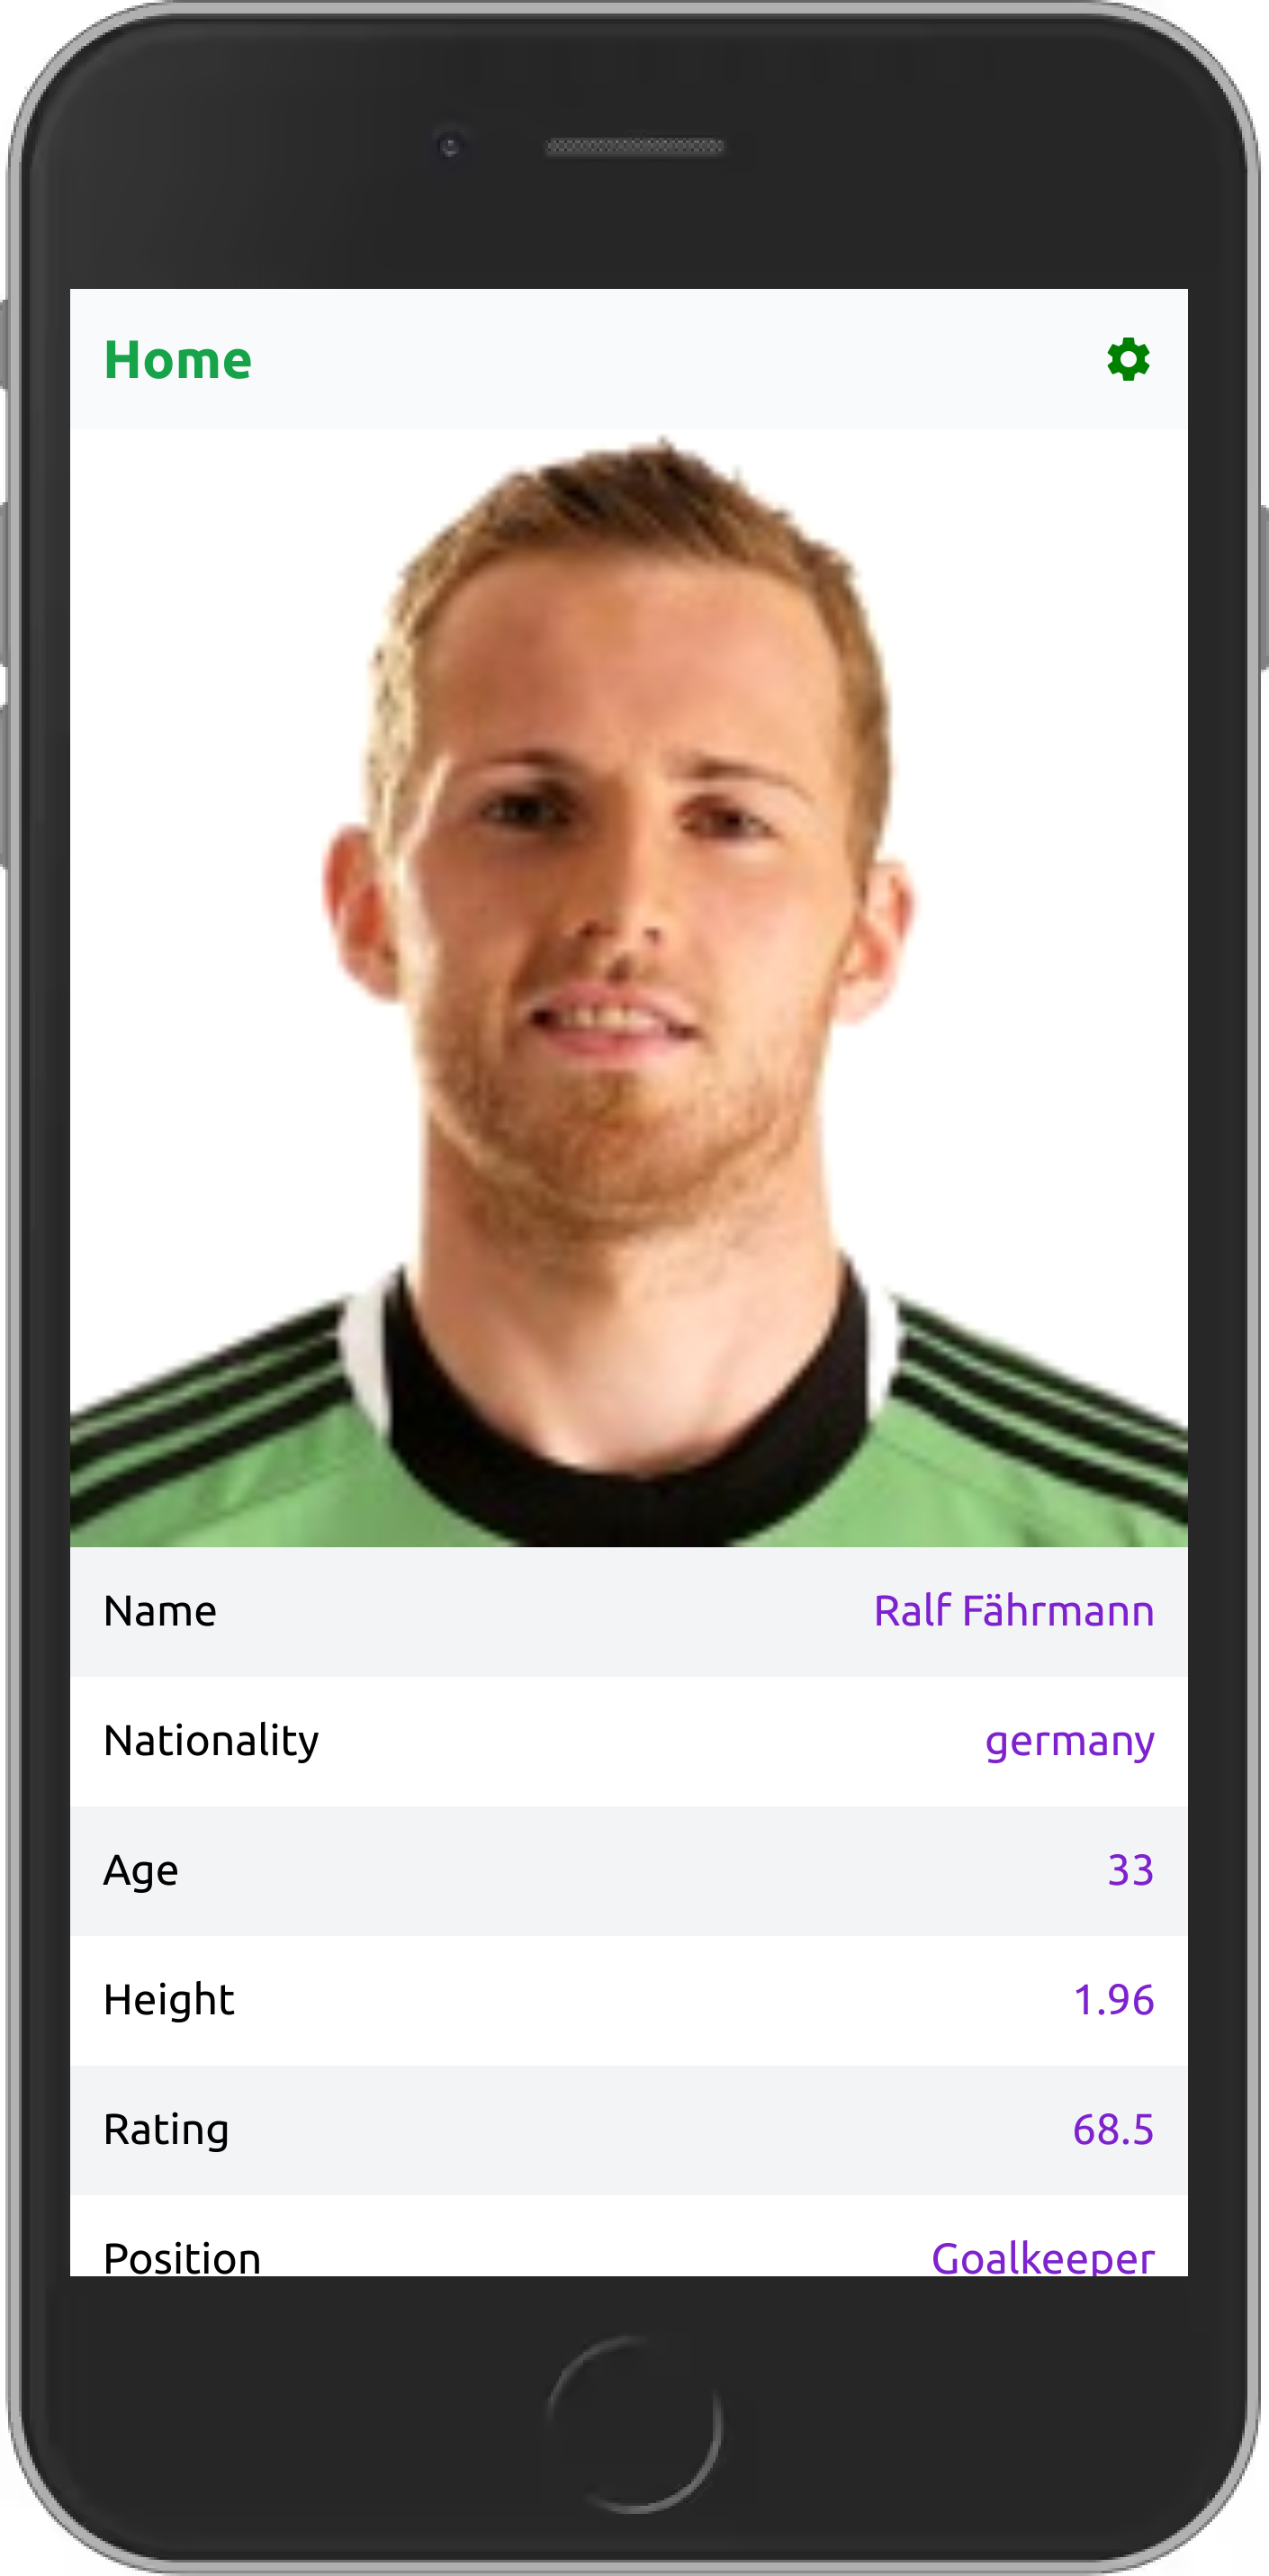 Home
Name Ralf Fährmann
Nationality germany
Age 33
Height 1.96
Rating 68.5
Position Goalkeeper